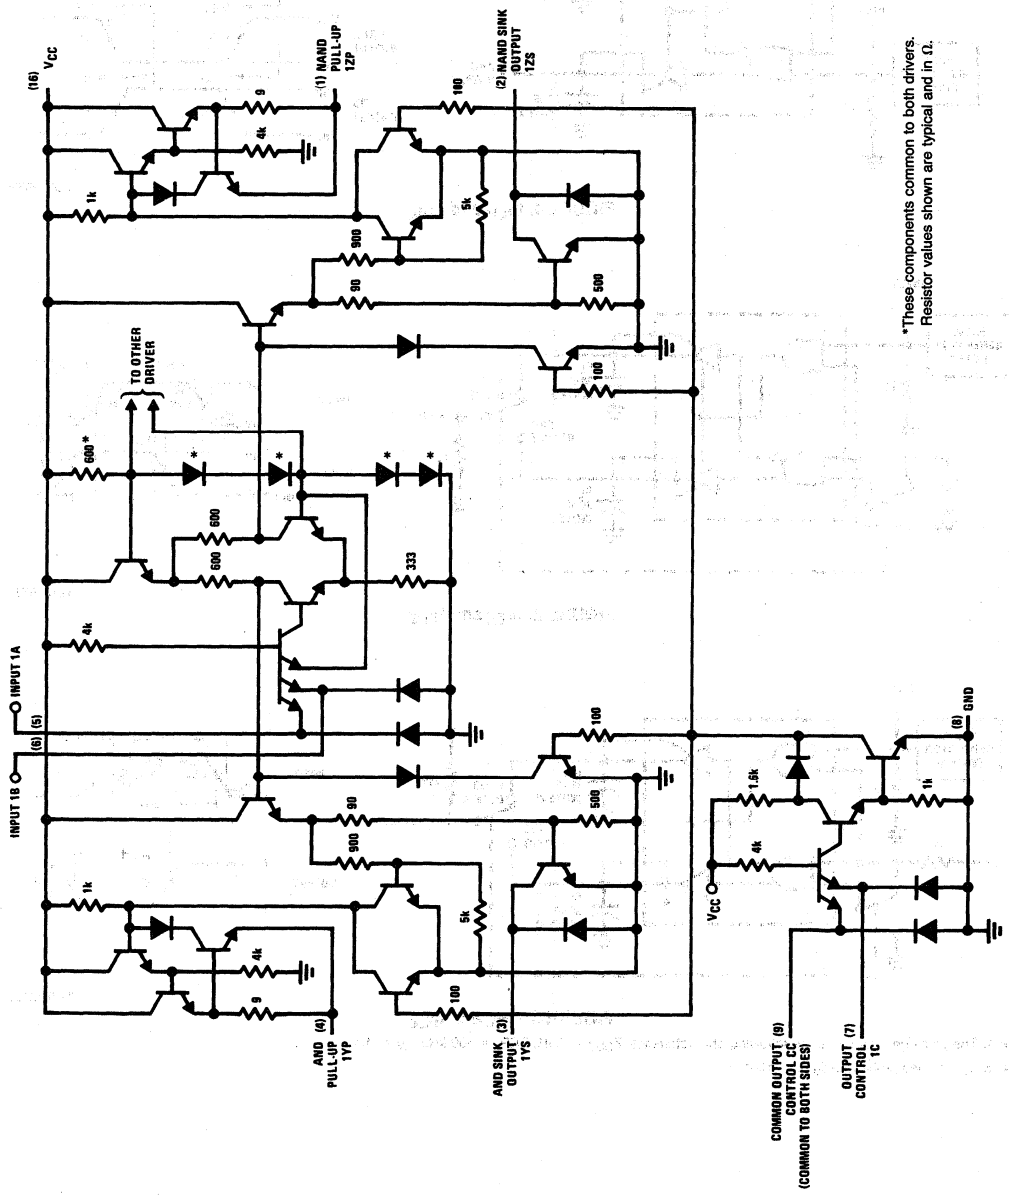 INPUT 1B
INPUT 1A
(6)
(5)
(16)
VCC
1k
4k
600*
1k
TO OTHER
DRIVER
*
*
*
*
9
4k
600
600
4k
9
AND (4)
PULL-UP
1YP
(1) NAND
PULL-UP
1ZP
900
90
333
90
900
100
5k
5k
100
AND SINK (3)
OUTPUT
1YS
500
100
100
500
(2) NAND SINK
OUTPUT
1ZS
VCC
4k
1.6k
1k
COMMON OUTPUT (9)
CONTROL CC
(COMMON TO BOTH SIDES)
OUTPUT (7)
CONTROL
1C
(8) GND
*These components common to both drivers.
Resistor values shown are typical and in Ω.